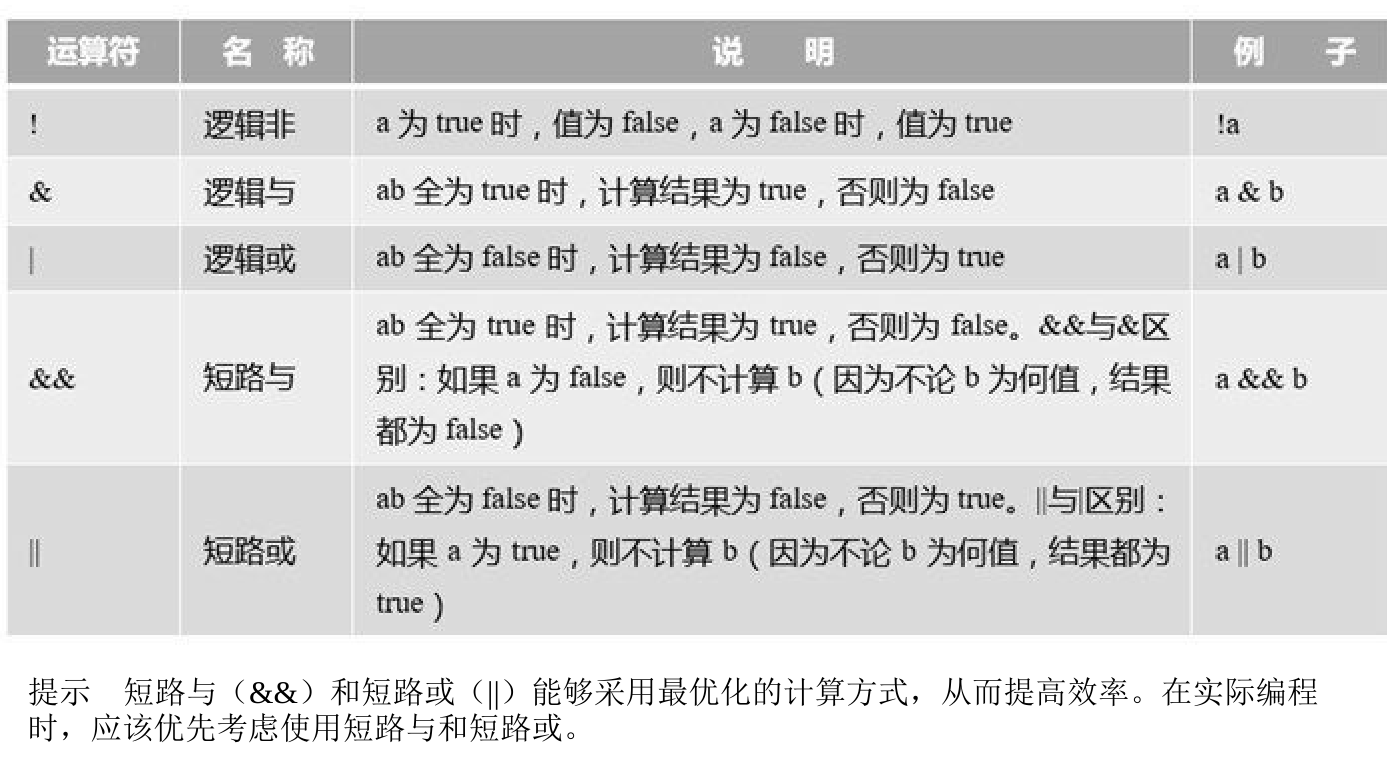 运算符 名 称 说 明 例 子
! 逻辑非 a 为 true 时，值为 false，a 为 false 时，值为 true !a
& 逻辑与 ab 全为 true 时，计算结果为 true，否则为 false a & b
| 逻辑或 ab 全为 false 时，计算结果为 false，否则为 true a | b
&& 短路与 ab 全为 true 时，计算结果为 true，否则为 false。&&与&区
别：如果 a 为 false，则不计算 b（因为不论 b 为何值，结果
都为 false） a && b
|| 短路或 ab 全为 false 时，计算结果为 false，否则为 true。||与|区别：
如果 a 为 true，则不计算 b（因为不论 b 为何值，结果都为
true） a || b
提示 短路与（&&）和短路或（||）能够采用最优化的计算方式，从而提高效率。在实际编程
时，应该优先考虑使用短路与和短路或。